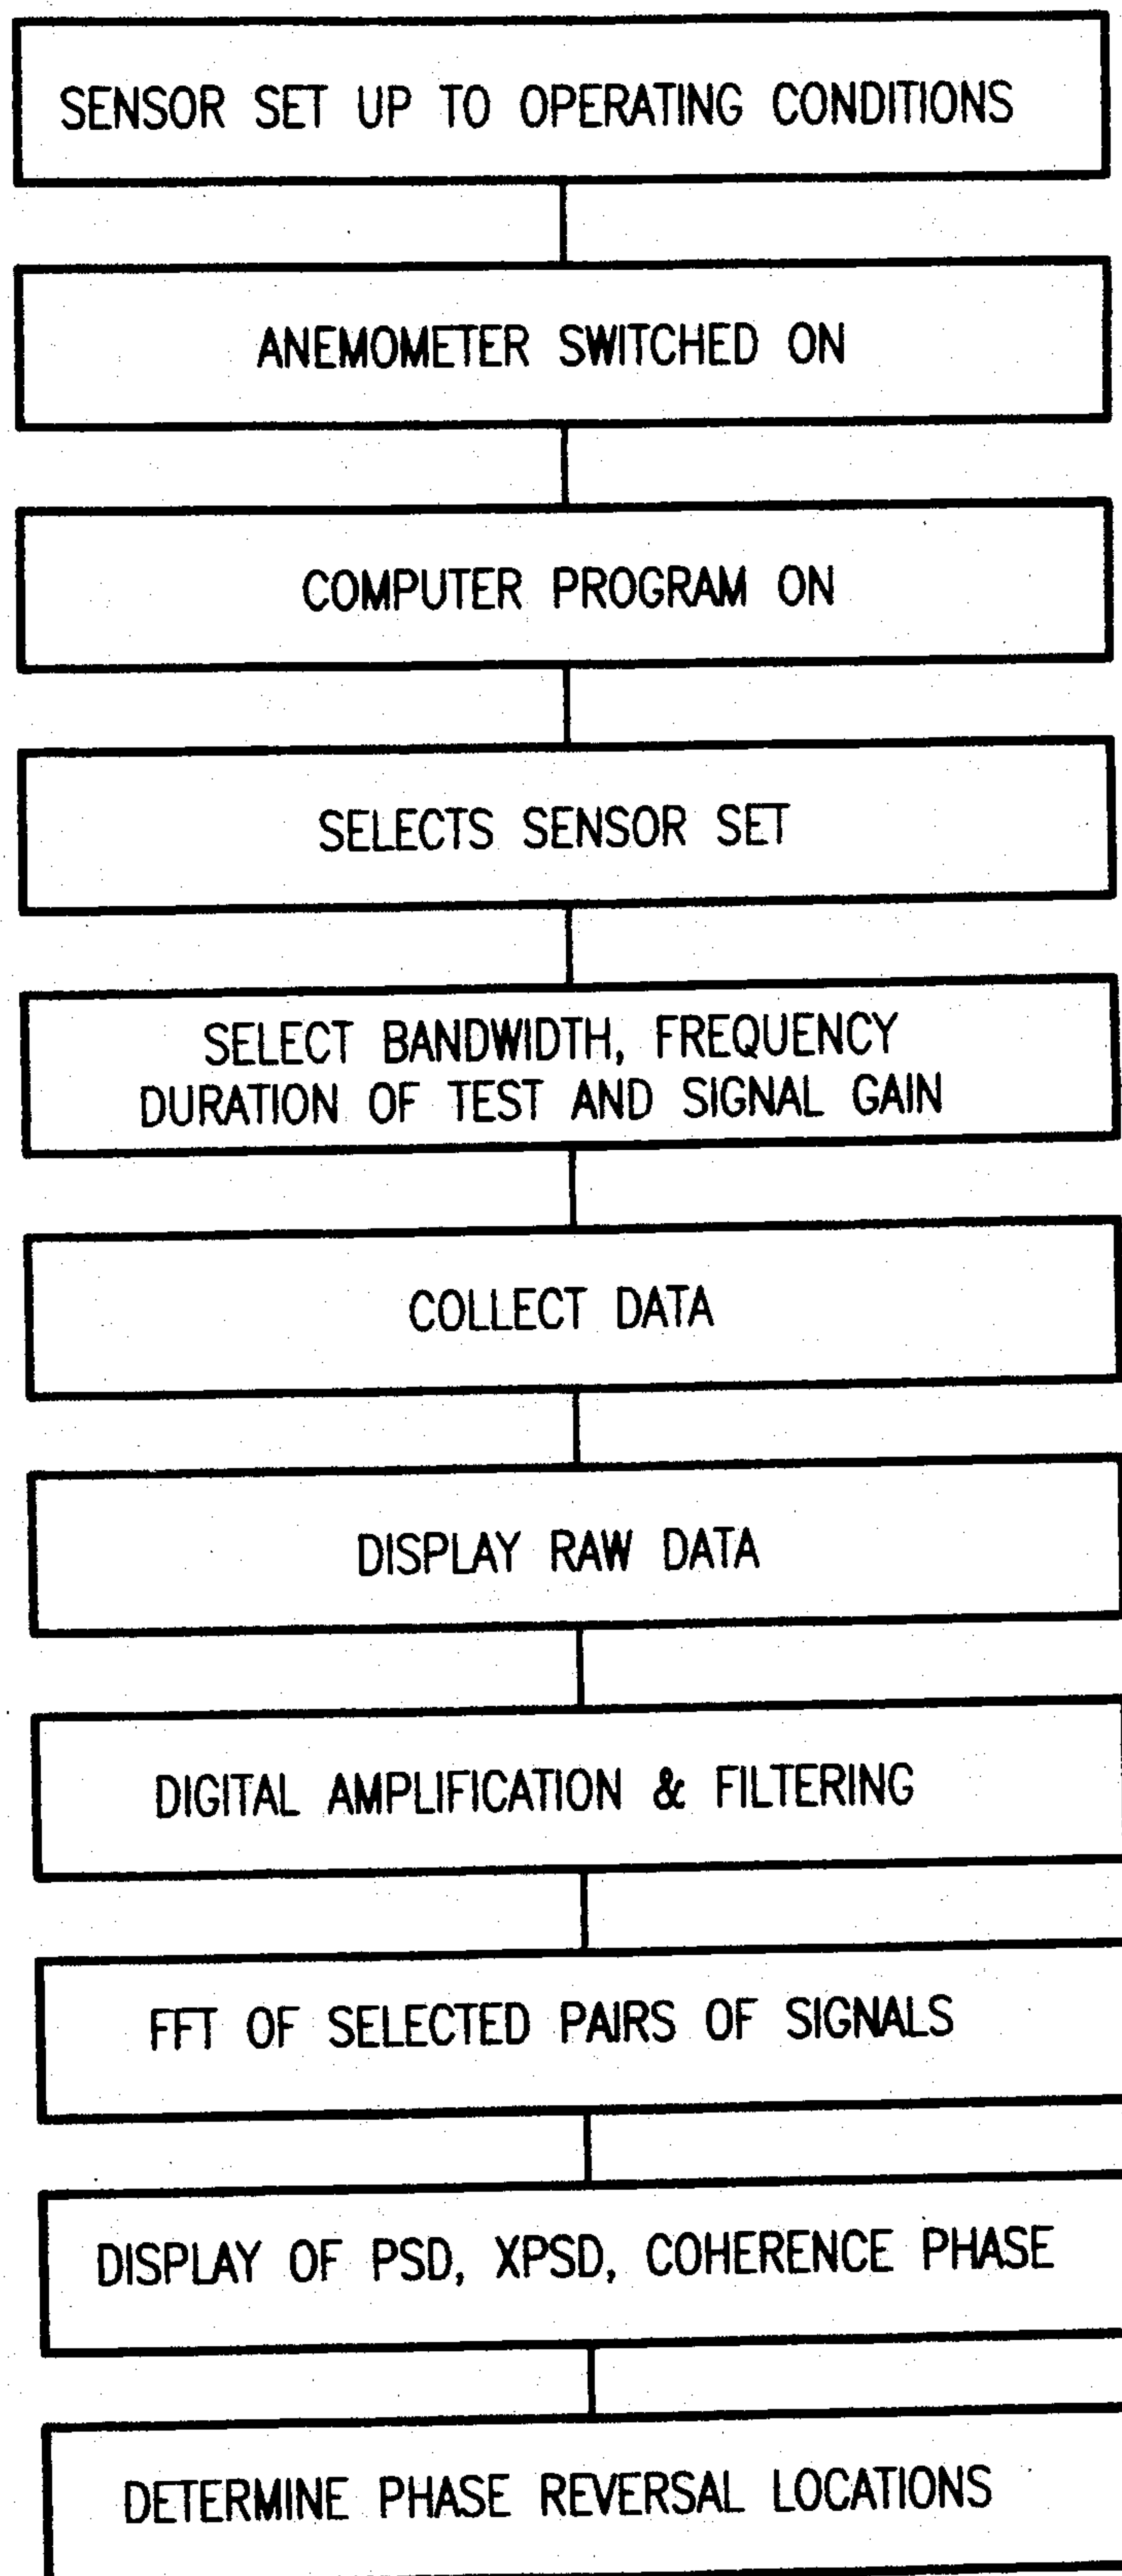 SENSOR SET UP TO OPERATING CONDITIONS
ANEMOMETER SWITCHED ON
COMPUTER PROGRAM ON
SELECTS SENSOR SET
SELECT BANDWIDTH, FREQUENCY
DURATION OF TEST AND SIGNAL GAIN
COLLECT DATA
DISPLAY RAW DATA
DIGITAL AMPLIFICATION & FILTERING
FFT OF SELECTED PAIRS OF SIGNALS
DISPLAY OF PSD, XPSD, COHERENCE PHASE
DETERMINE PHASE REVERSAL LOCATIONS